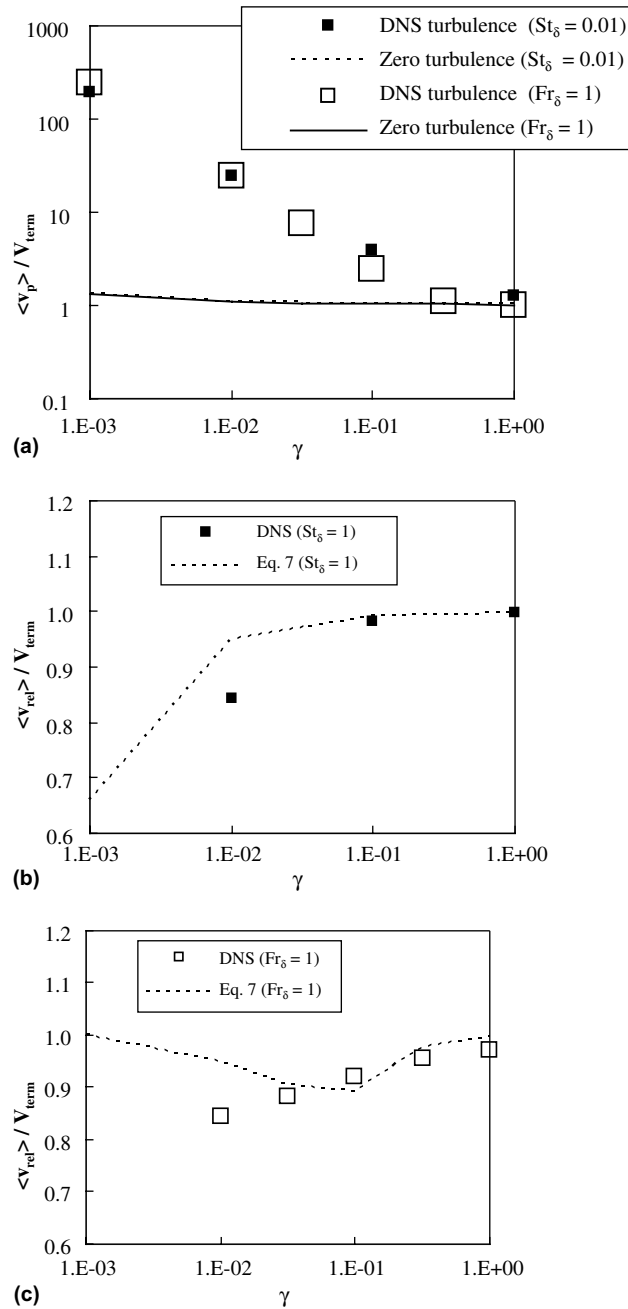 1000
100
10
1
0.1
<v_p> / V_term
DNS turbulence (St_δ = 0.01)
Zero turbulence (St_δ = 0.01)
DNS turbulence (Fr_δ = 1)
Zero turbulence (Fr_δ = 1)
1.E-03 1.E-02 1.E-01 1.E+00
γ
(a)
1.2
1.1
1.0
0.9
0.8
0.7
0.6
<v_rel> / V_term
DNS (St_δ = 1)
Eq. 7 (St_δ = 1)
1.E-03 1.E-02 1.E-01 1.E+00
γ
(b)
1.2
1.1
1.0
0.9
0.8
0.7
0.6
<v_rel> / V_term
DNS (Fr_δ = 1)
Eq. 7 (Fr_δ = 1)
1.E-03 1.E-02 1.E-01 1.E+00
γ
(c)